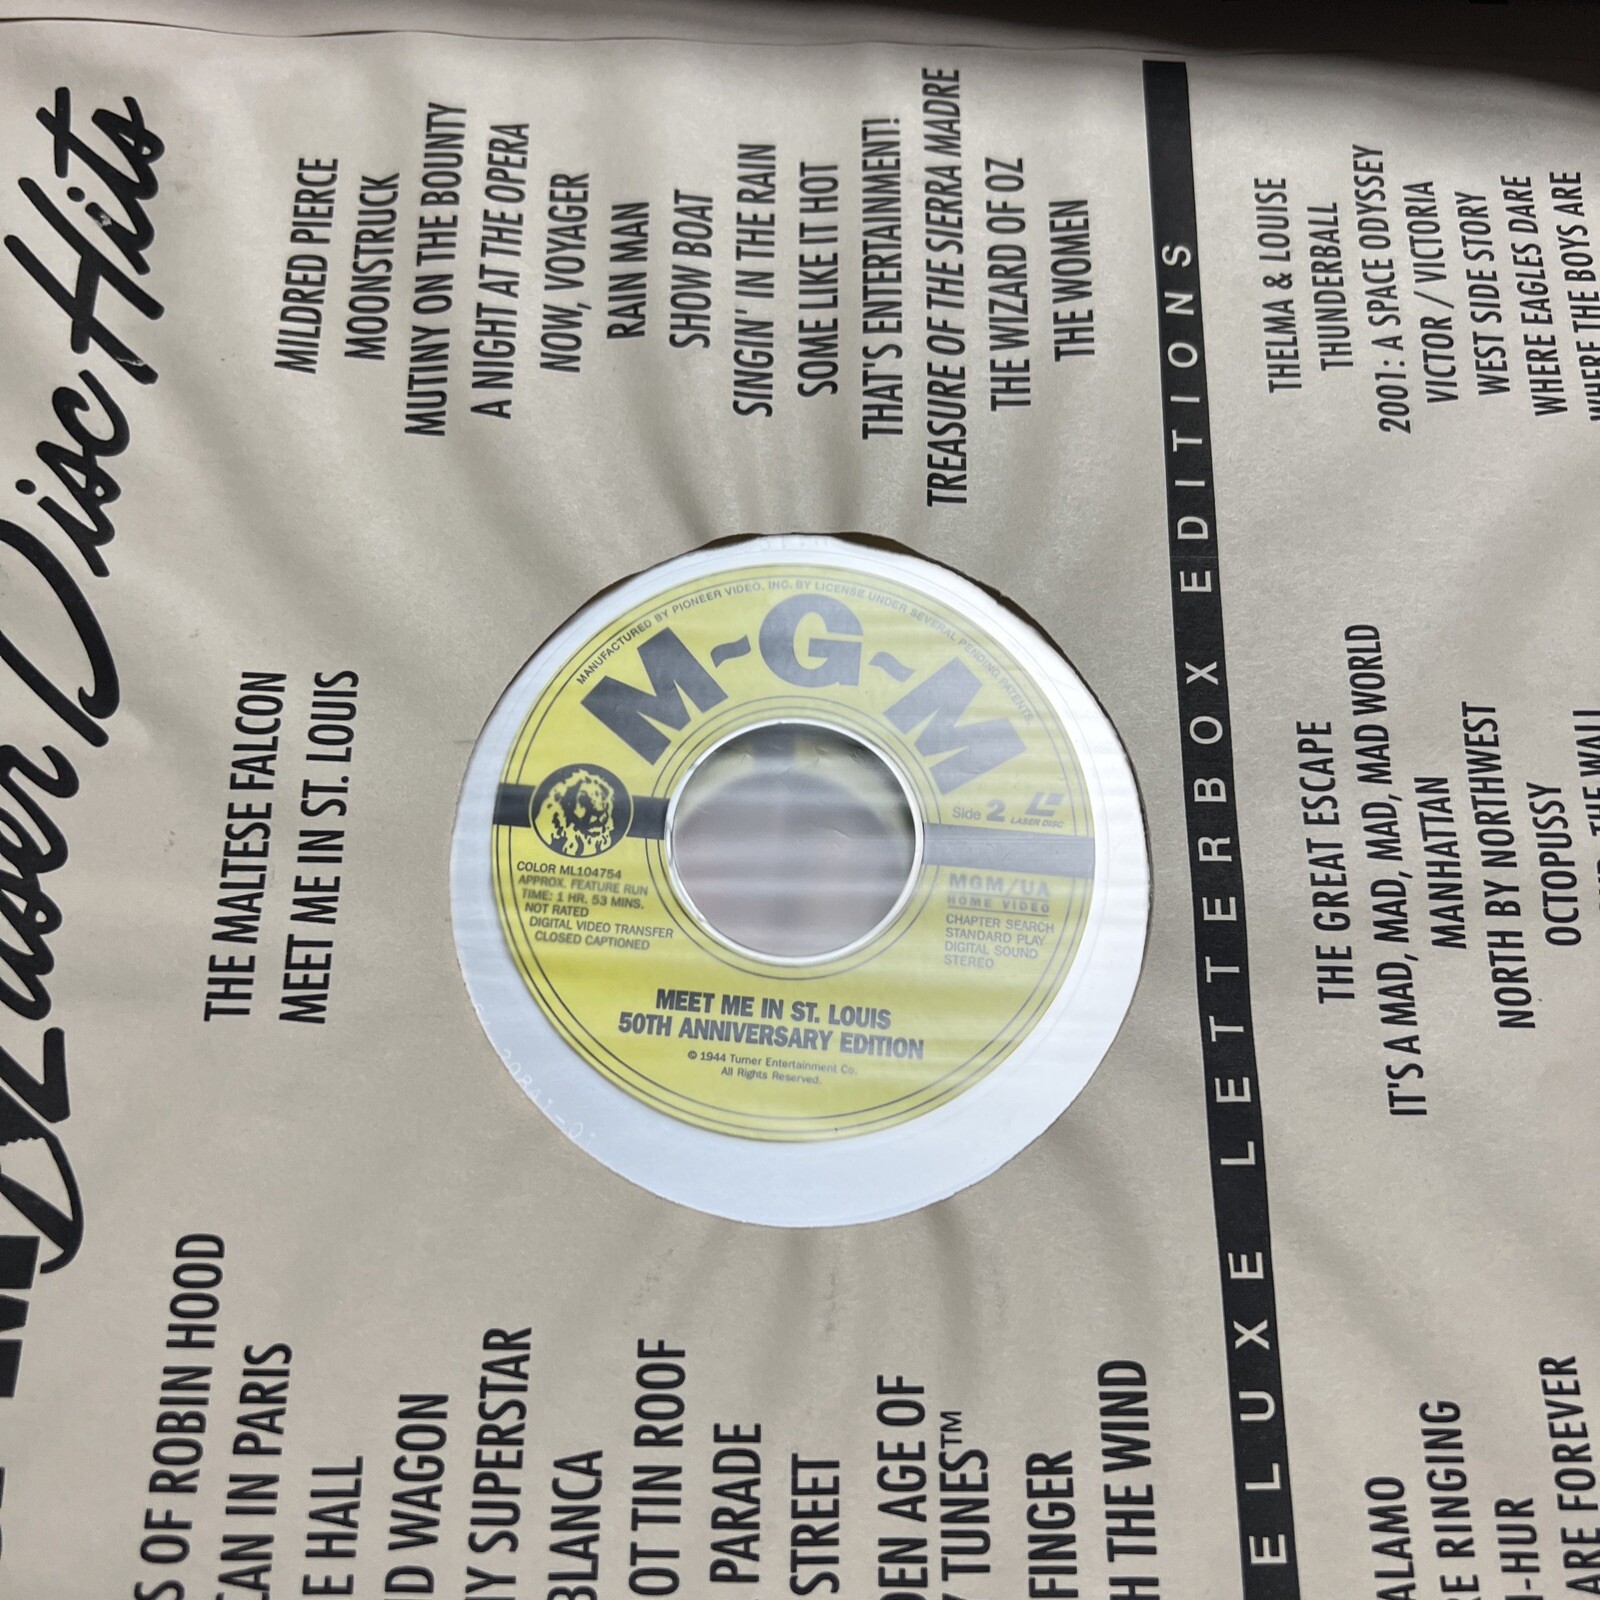 Laser Disc Hits
S OF ROBIN HOOD
CAN IN PARIS
E HALL
D WAGON
Y SUPERSTAR
BLANCA
OT TIN ROOF
PARADE
STREET
DEN AGE OF
Y TUNES™
FINGER
H THE WIND
THE MALTESE FALCON
MEET ME IN ST. LOUIS
MILDRED PIERCE
MOONSTRUCK
MUTINY ON THE BOUNTY
A NIGHT AT THE OPERA
NOW, VOYAGER
RAIN MAN
SHOW BOAT
SINGIN' IN THE RAIN
SOME LIKE IT HOT
THAT'S ENTERTAINMENT!
TREASURE OF THE SIERRA MADRE
THE WIZARD OF OZ
THE WOMEN
MANUFACTURED BY PIONEER VIDEO, INC. BY LICENSE UNDER SEVERAL PENDING PATENTS
M~G~M
Side 2
LASER DISC
COLOR ML104754
APPROX. FEATURE RUN
TIME: 1 HR. 53 MINS.
NOT RATED
DIGITAL VIDEO TRANSFER
CLOSED CAPTIONED
MGM/UA
HOME VIDEO
CHAPTER SEARCH
STANDARD PLAY
DIGITAL SOUND
STEREO
MEET ME IN ST. LOUIS
50TH ANNIVERSARY EDITION
© 1944 Turner Entertainment Co.
All Rights Reserved.
ELUXE LETTERBOX EDITIONS
ALAMO
RE RINGING
-HUR
ARE FOREVER
THE GREAT ESCAPE
IT'S A MAD, MAD, MAD, MAD WORLD
MANHATTAN
NORTH BY NORTHWEST
OCTOPUSSY
THE WALL
THELMA & LOUISE
THUNDERBALL
2001: A SPACE ODYSSEY
VICTOR / VICTORIA
WEST SIDE STORY
WHERE EAGLES DARE
WHERE THE BOYS ARE